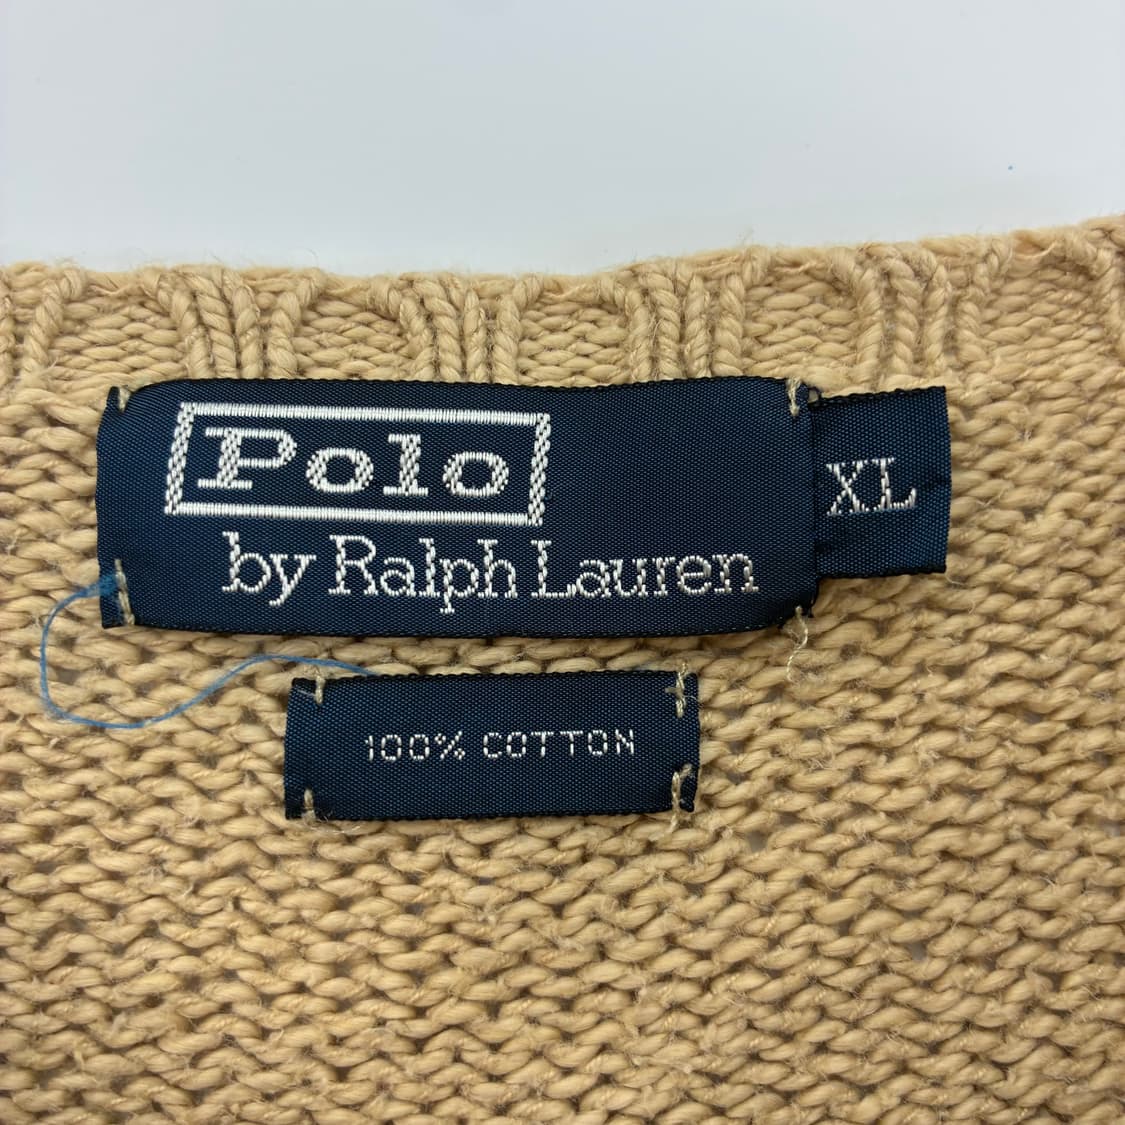 Polo
by Ralph Lauren
XL
100% COTTON